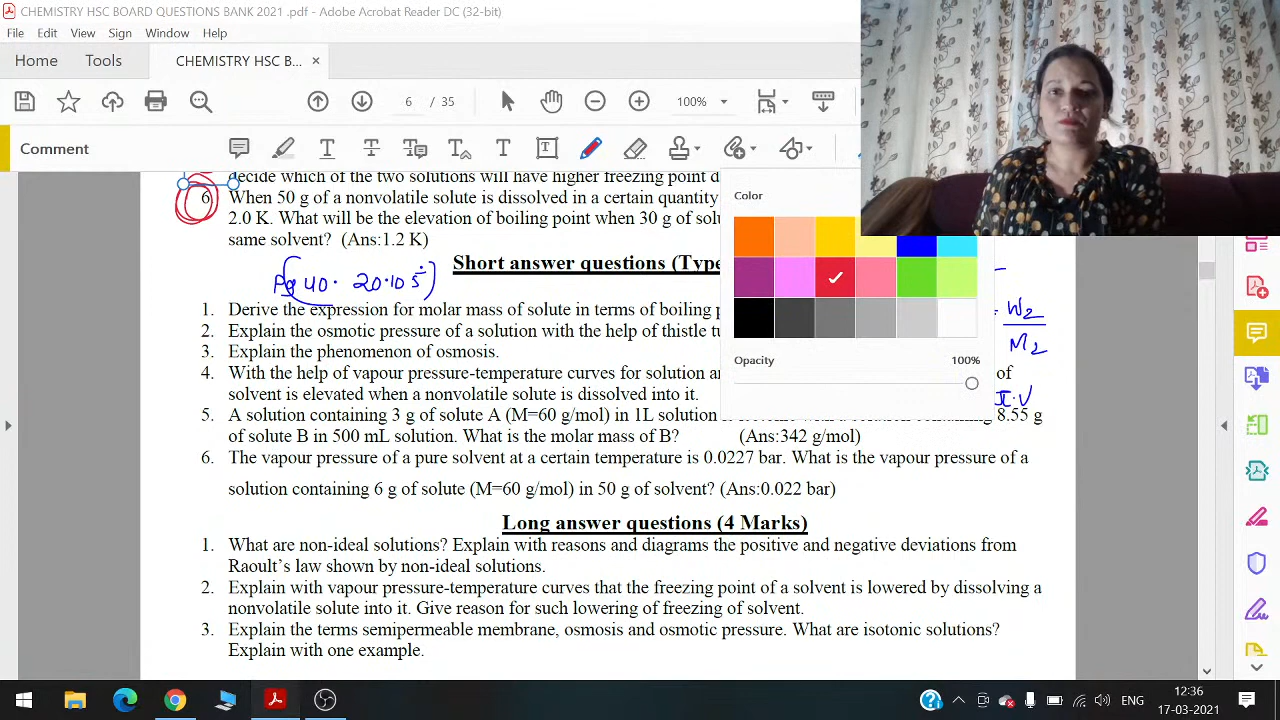 CHEMISTRY HSC BOARD QUESTIONS BANK 2021 .pdf - Adobe Acrobat Reader DC (32-bit)
File Edit View Sign Window Help
Home Tools CHEMISTRY HSC B... ×
6 / 35 100%
Comment
decide which of the two solutions will have higher freezing point d
6 When 50 g of a nonvolatile solute is dissolved in a certain quantity
2.0 K. What will be the elevation of boiling point when 30 g of solu
same solvent? (Ans:1.2 K)
Short answer questions (Type
Pg 40. 20.10 5
1. Derive the expression for molar mass of solute in terms of boiling p
2. Explain the osmotic pressure of a solution with the help of thistle tu
3. Explain the phenomenon of osmosis.
4. With the help of vapour pressure-temperature curves for solution an of
solvent is elevated when a nonvolatile solute is dissolved into it.
5. A solution containing 3 g of solute A (M=60 g/mol) in 1L solution 8.55 g
of solute B in 500 mL solution. What is the molar mass of B? (Ans:342 g/mol)
6. The vapour pressure of a pure solvent at a certain temperature is 0.0227 bar. What is the vapour pressure of a
solution containing 6 g of solute (M=60 g/mol) in 50 g of solvent? (Ans:0.022 bar)
Long answer questions (4 Marks)
1. What are non-ideal solutions? Explain with reasons and diagrams the positive and negative deviations from
Raoult's law shown by non-ideal solutions.
2. Explain with vapour pressure-temperature curves that the freezing point of a solvent is lowered by dissolving a
nonvolatile solute into it. Give reason for such lowering of freezing of solvent.
3. Explain the terms semipermeable membrane, osmosis and osmotic pressure. What are isotonic solutions?
Explain with one example.
Color
Opacity 100%
W2
M2
π.V
ENG
12:36
17-03-2021